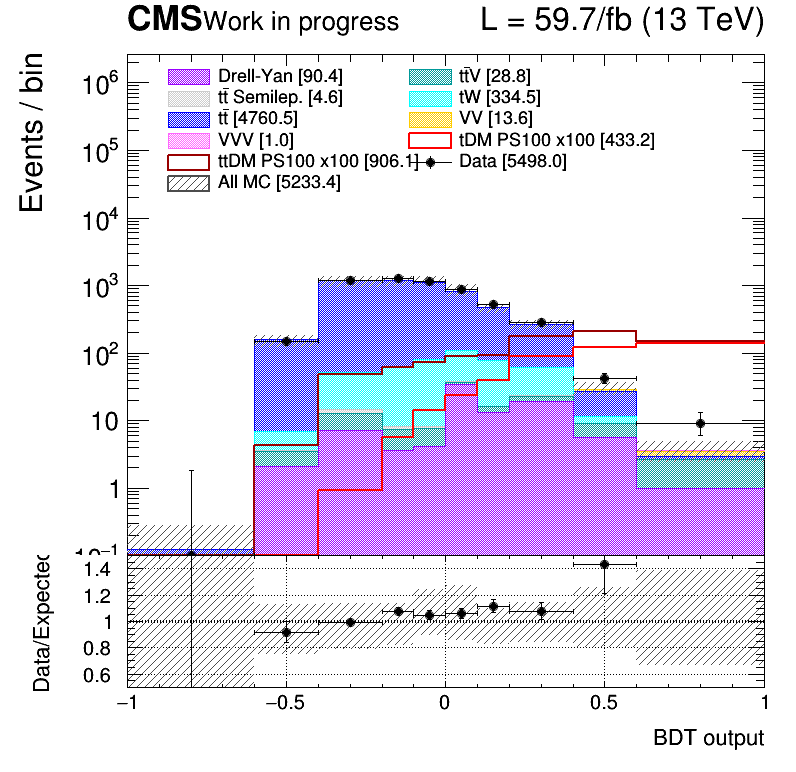 CMS Work in progress L = 59.7/fb (13 TeV)
Events / bin
Drell-Yan [90.4] tt̄V [28.8]
tt̄ Semilep. [4.6] tW [334.5]
tt̄ [4760.5] VV [13.6]
VVV [1.0] tDM PS100 x100 [433.2]
ttDM PS100 x100 [906.1] Data [5498.0]
All MC [5233.4]
10⁶
10⁵
10⁴
10³
10²
10
1
10⁻¹
Data/Expected
1.4
1.2
1
0.8
0.6
−1 −0.5 0 0.5 1
BDT output